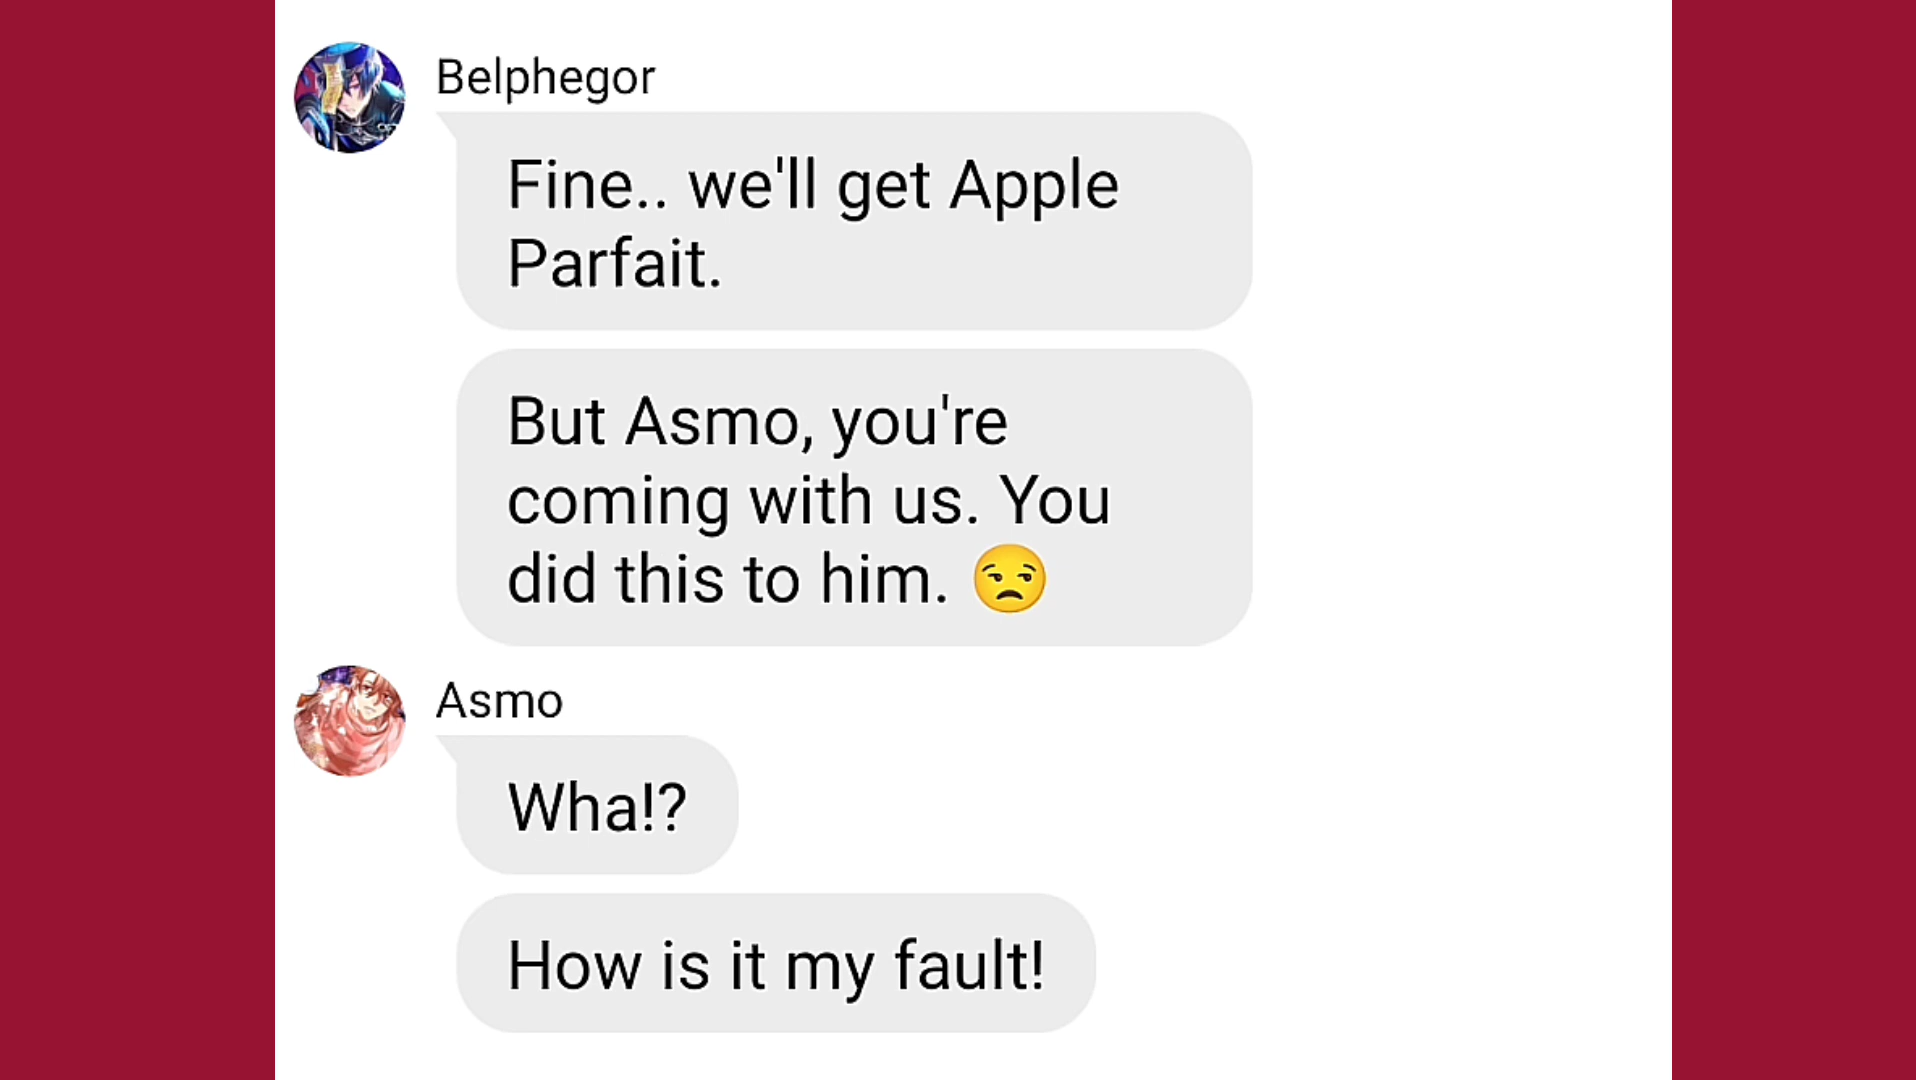 Belphegor
Fine.. we'll get Apple
Parfait.
But Asmo, you're
coming with us. You
did this to him. 😒
Asmo
Wha!?
How is it my fault!